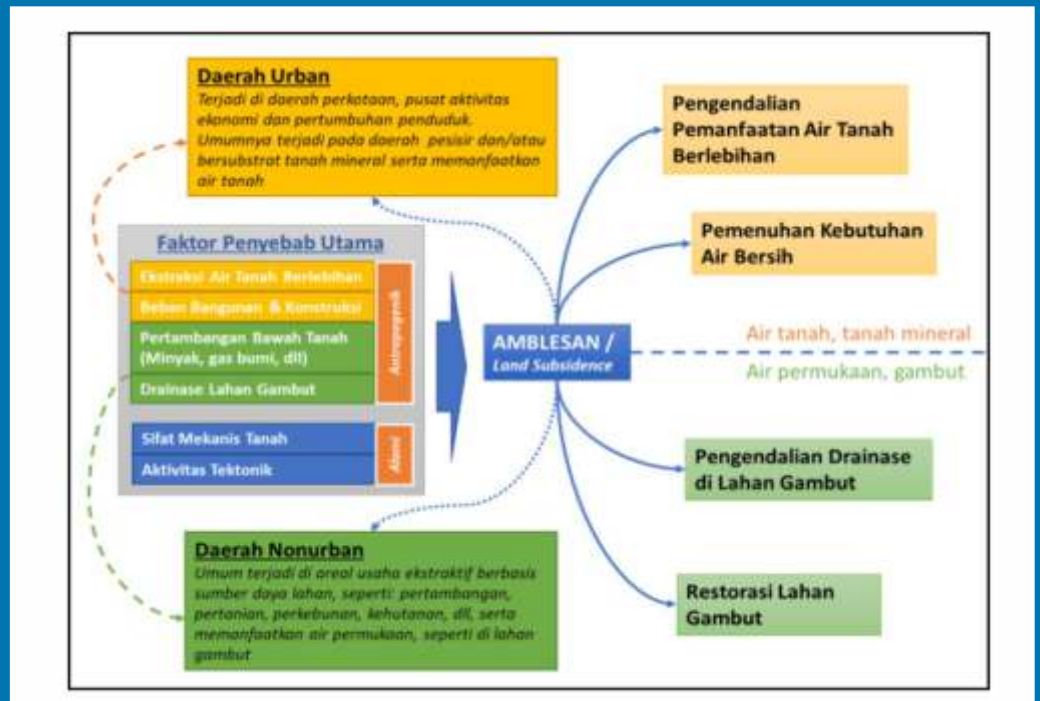 Daerah Urban
Terjadi di daerah perkotaan, pusat aktivitas
ekonomi dan pertumbuhan penduduk.
Umumnya terjadi pada daerah pesisir dan/atau
bersubstrat tanah mineral serta memanfaatkan
air tanah
Faktor Penyebab Utama
Ekstraksi Air Tanah Berlebihan
Beban Bangunan & Konstruksi
Pertambangan Bawah Tanah
(Minyak, gas bumi, dll)
Drainase Lahan Gambut
Antropogenik
Sifat Mekanis Tanah
Aktivitas Tektonik
Alami
Daerah Nonurban
Umum terjadi di areal usaha ekstraktif berbasis
sumber daya lahan, seperti: pertambangan,
pertanian, perkebunan, kehutanan, dll, serta
memanfaatkan air permukaan, seperti di lahan
gambut
AMBLESAN /
Land Subsidence
Pengendalian
Pemanfaatan Air Tanah
Berlebihan
Pemenuhan Kebutuhan
Air Bersih
Air tanah, tanah mineral
Air permukaan, gambut
Pengendalian Drainase
di Lahan Gambut
Restorasi Lahan
Gambut